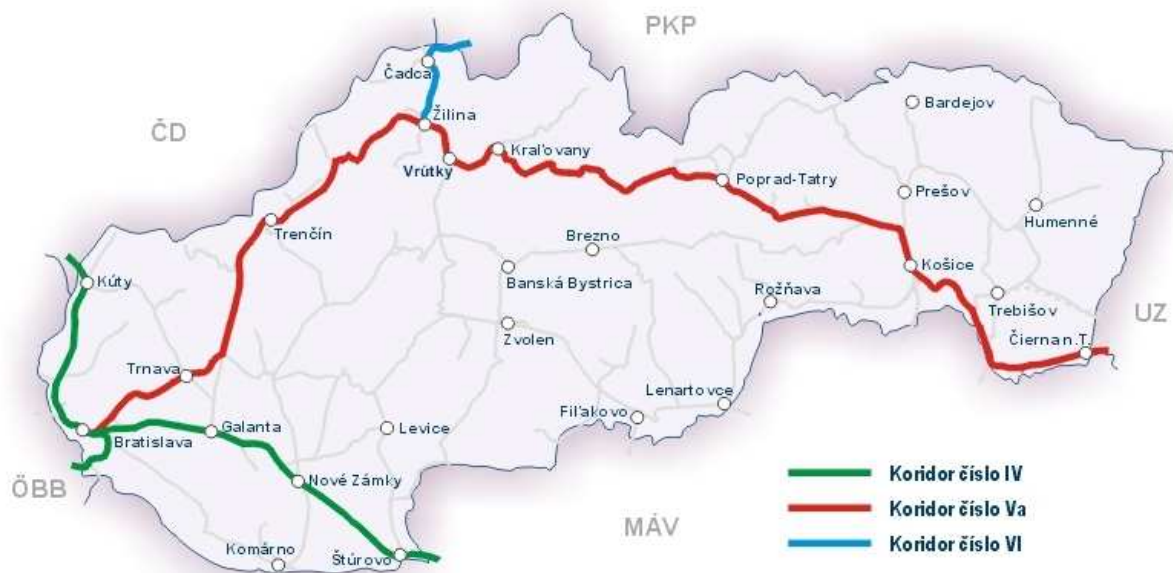 PKP
Čadca
Bardejov
Žilina
ČD
Kraľovany
Vrútky
Poprad-Tatry
Prešov
Humenné
Trenčín
Brezno
Košice
Banská Bystrica
Kúty
Rožňava
Trebišov
UZ
Zvolen
Čierna n.T.
Trnava
Lenartovce
Fiľakovo
Galanta
Levice
Bratislava
ÖBB
Nové Zámky
MÁV
Komárno
Štúrovo
Koridor číslo IV
Koridor číslo Va
Koridor číslo VI